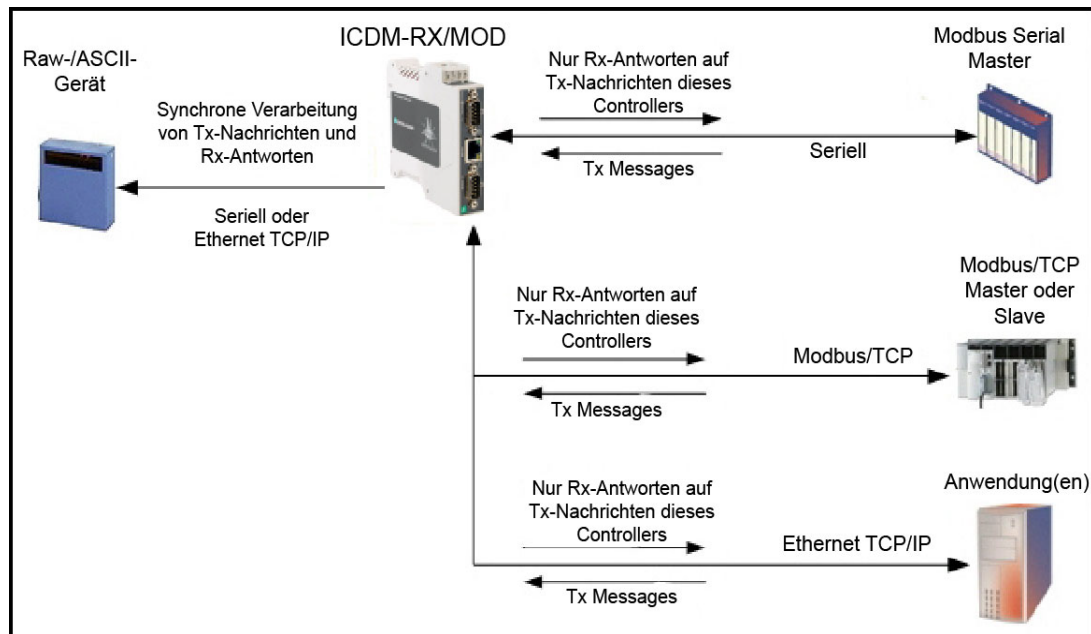 ICDM-RX/MOD
Raw-/ASCII-
Gerät
Synchrone Verarbeitung
von Tx-Nachrichten und
Rx-Antworten
Seriell oder
Ethernet TCP/IP
Nur Rx-Antworten auf
Tx-Nachrichten dieses
Controllers
Tx Messages
Seriell
Modbus Serial
Master
Nur Rx-Antworten auf
Tx-Nachrichten dieses
Controllers
Tx Messages
Modbus/TCP
Modbus/TCP
Master oder
Slave
Nur Rx-Antworten auf
Tx-Nachrichten dieses
Controllers
Tx Messages
Ethernet TCP/IP
Anwendung(en)